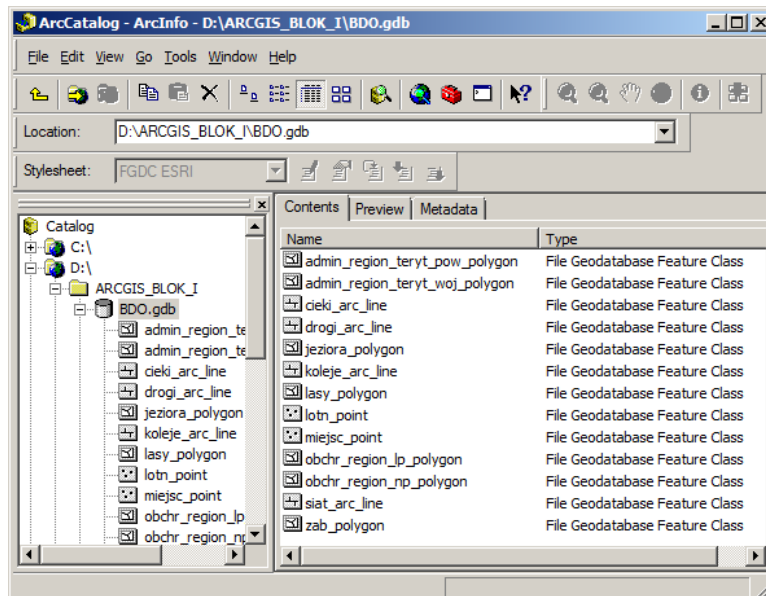 ArcCatalog - ArcInfo - D:\ARCGIS_BLOK_I\BDO.gdb
File Edit View Go Tools Window Help
Location: D:\ARCGIS_BLOK_I\BDO.gdb
Stylesheet: FGDC ESRI
Catalog
C:\
D:\
ARCGIS_BLOK_I
BDO.gdb
admin_region_te
admin_region_te
cieki_arc_line
drogi_arc_line
jeziora_polygon
koleje_arc_line
lasy_polygon
lotn_point
miejsc_point
obchr_region_lp
obchr_region_np
Contents Preview Metadata
Name Type
admin_region_teryt_pow_polygon File Geodatabase Feature Class
admin_region_teryt_woj_polygon File Geodatabase Feature Class
cieki_arc_line File Geodatabase Feature Class
drogi_arc_line File Geodatabase Feature Class
jeziora_polygon File Geodatabase Feature Class
koleje_arc_line File Geodatabase Feature Class
lasy_polygon File Geodatabase Feature Class
lotn_point File Geodatabase Feature Class
miejsc_point File Geodatabase Feature Class
obchr_region_lp_polygon File Geodatabase Feature Class
obchr_region_np_polygon File Geodatabase Feature Class
siat_arc_line File Geodatabase Feature Class
zab_polygon File Geodatabase Feature Class